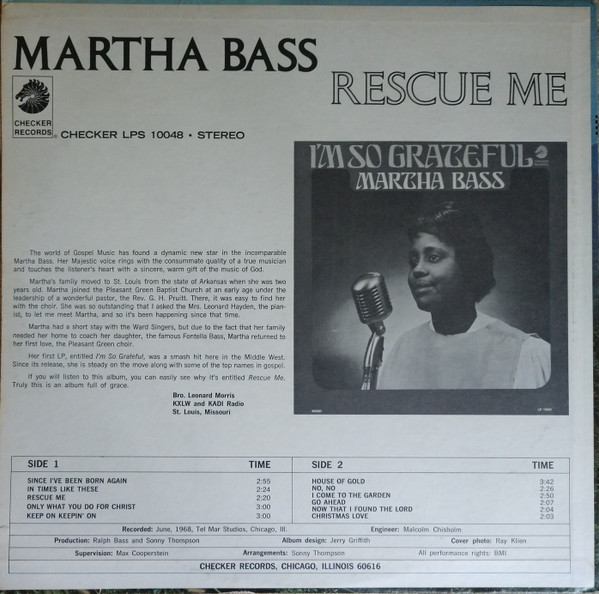 MARTHA BASS
RESCUE ME
CHECKER
RECORDS
CHECKER LPS 10048 • STEREO
I'M SO GRATEFUL
MARTHA BASS
The world of Gospel Music has found a dynamic new star in the incomparable
Martha Bass. Her Majestic voice rings with the consummate quality of a true musician
and touches the listener's heart with a sincere, warm gift of the music of God.
Martha's family moved to St. Louis from the state of Arkansas when she was two
years old. Martha joined the Pleasant Green Baptist Church at an early age under the
leadership of a wonderful pastor, the Rev. G. H. Pruitt. There, it was easy to find her
with the choir. She was so outstanding that I asked the Mrs. Leonard Hayden, the pian-
ist, to let me meet Martha, and so it's been happening since that time.
Martha had a short stay with the Ward Singers, but due to the fact that her family
needed her home to coach her daughter, the famous Fontella Bass, Martha returned to
her first love, the Pleasant Green choir.
Her first LP, entitled I'm So Grateful, was a smash hit here in the Middle West.
Since its release, she is steady on the move along with some of the top names in gospel.
If you will listen to this album, you can easily see why It's entitled Rescue Me.
Truly this is an album full of grace.
Bro. Leonard Morris
KXLW and KADI Radio
St. Louis, Missouri
SIDE 1 TIME
SINCE I'VE BEEN BORN AGAIN 2:55
IN TIMES LIKE THESE 2:24
RESCUE ME 2:20
ONLY WHAT YOU DO FOR CHRIST 3:00
KEEP ON KEEPIN' ON 3:00
SIDE 2 TIME
HOUSE OF GOLD 3:42
NO, NO 2:26
I COME TO THE GARDEN 2:50
GO AHEAD 2:07
NOW THAT I FOUND THE LORD 2:04
CHRISTMAS LOVE 2:03
Recorded: June, 1968, Tel Mar Studios, Chicago, Ill. Engineer: Malcolm Chisholm
Production: Ralph Bass and Sonny Thompson Album design: Jerry Griffith Cover photo: Ray Klien
Supervision: Max Cooperstein Arrangements: Sonny Thompson All performance rights: BMI
CHECKER RECORDS, CHICAGO, ILLINOIS 60616